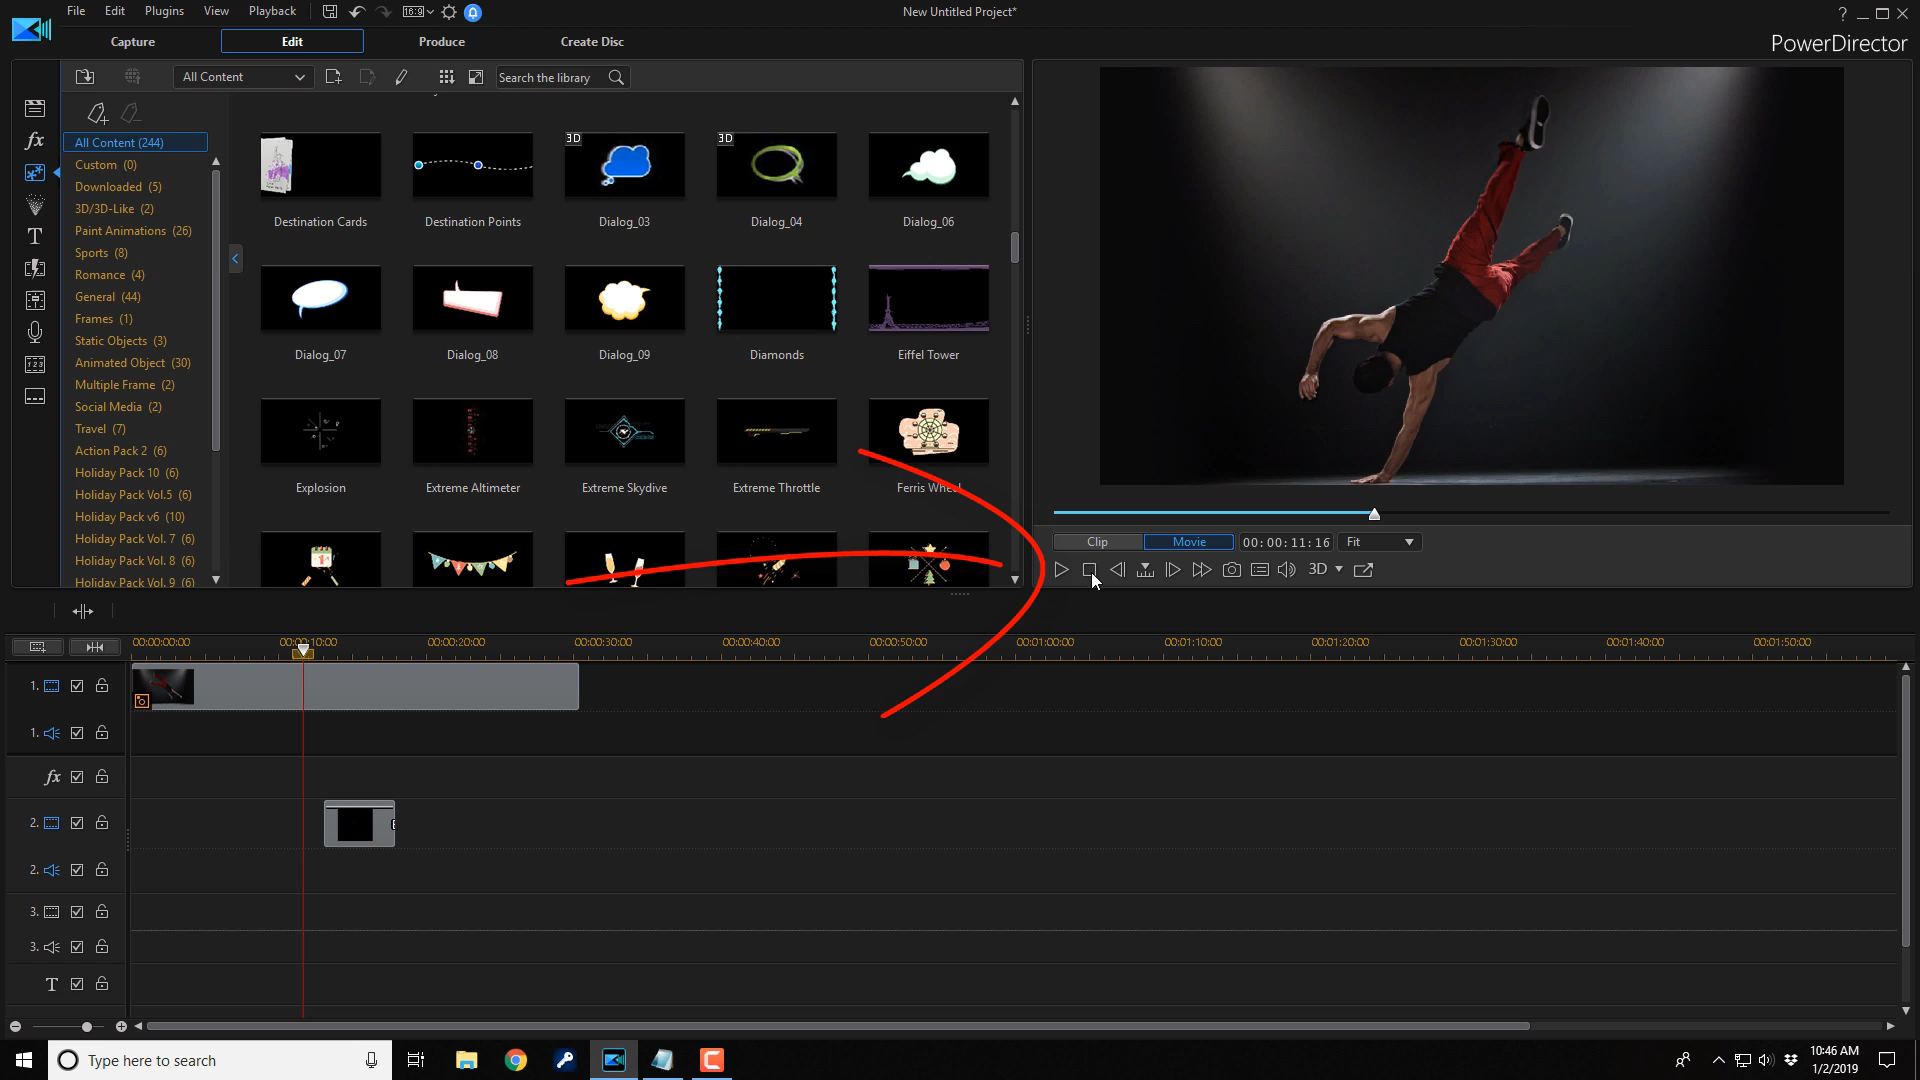 File Edit Plugins View Playback 16:9 New Untitled Project* ?
Capture Edit Produce Create Disc PowerDirector
All Content Search the library
All Content (244)
Custom (0)
Downloaded (5)
3D/3D-Like (2)
Paint Animations (26)
Sports (8)
Romance (4)
General (44)
Frames (1)
Static Objects (3)
Animated Object (30)
Multiple Frame (2)
Social Media (2)
Travel (7)
Action Pack 2 (6)
Holiday Pack 10 (6)
Holiday Pack Vol.5 (6)
Holiday Pack v6 (10)
Holiday Pack Vol. 7 (6)
Holiday Pack Vol. 8 (6)
Holiday Pack Vol. 9 (6)
fx
T
3D 3D
Destination Cards Destination Points Dialog_03 Dialog_04 Dialog_06
Dialog_07 Dialog_08 Dialog_09 Diamonds Eiffel Tower
Explosion Extreme Altimeter Extreme Skydive Extreme Throttle Ferris Wheel
Clip Movie 00:00:11:16 Fit
3D
00:00:00:00 00:00:10:00 00:00:20:00 00:00:30:00 00:00:40:00 00:00:50:00 00:01:00:00 00:01:10:00 00:01:20:00 00:01:30:00 00:01:40:00 00:01:50:00
1.
1.
fx
2.
2.
3.
3.
T
Type here to search
10:46 AM
1/2/2019